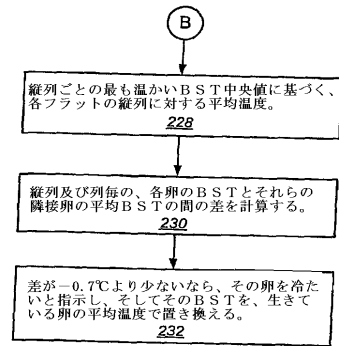 B
縦列ごとの最も温かいBST中央値に基づく、
各フラットの縦列に対する平均温度。
228
縦列及び列毎の、各卵のBSTとそれらの
隣接卵の平均BSTの間の差を計算する。
230
差が－0.7℃より少ないなら、その卵を冷た
いと指示し、そしてそのBSTを、生きて
いる卵の平均温度で置き換える。
232